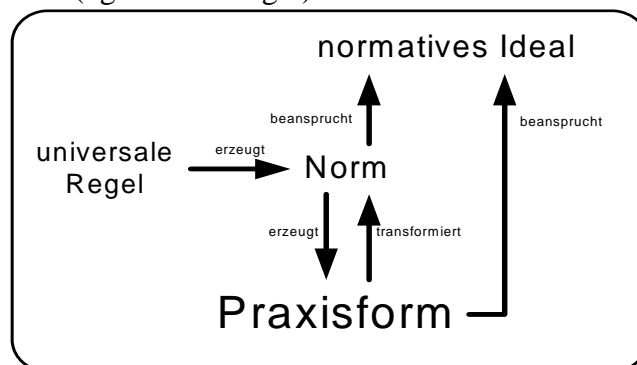 normatives Ideal
beansprucht
beansprucht
universale
Regel
erzeugt
Norm
erzeugt
transformiert
Praxisform